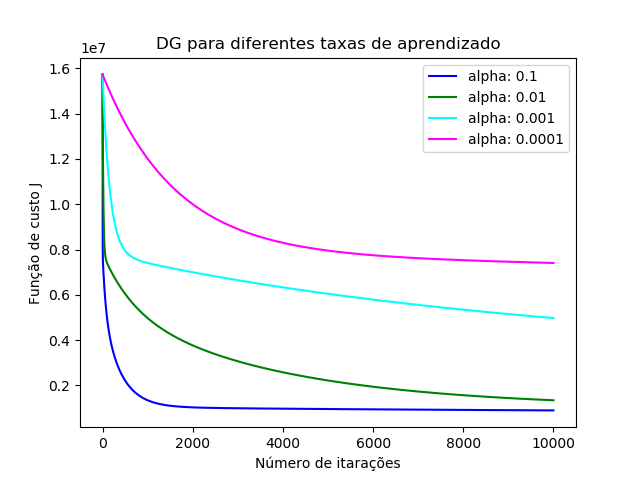 DG para diferentes taxas de aprendizado
1e7
1.6
1.4
1.2
1.0
0.8
0.6
0.4
0.2
Função de custo J
alpha: 0.1
alpha: 0.01
alpha: 0.001
alpha: 0.0001
0 2000 4000 6000 8000 10000
Número de itarações